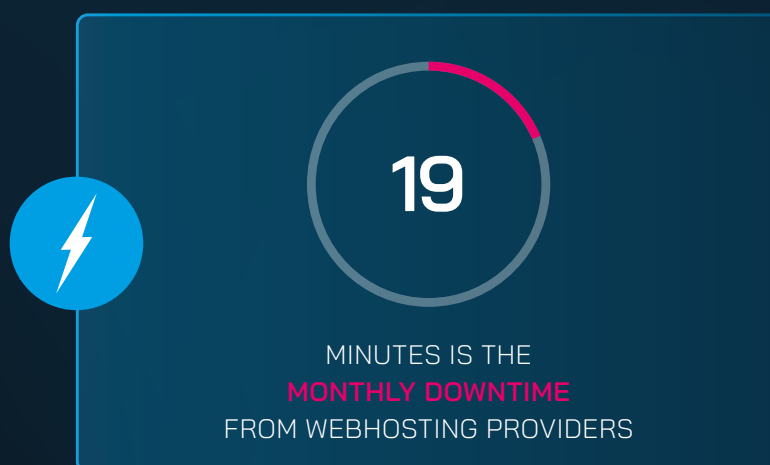 19
MINUTES IS THE
MONTHLY DOWNTIME
FROM WEBHOSTING PROVIDERS